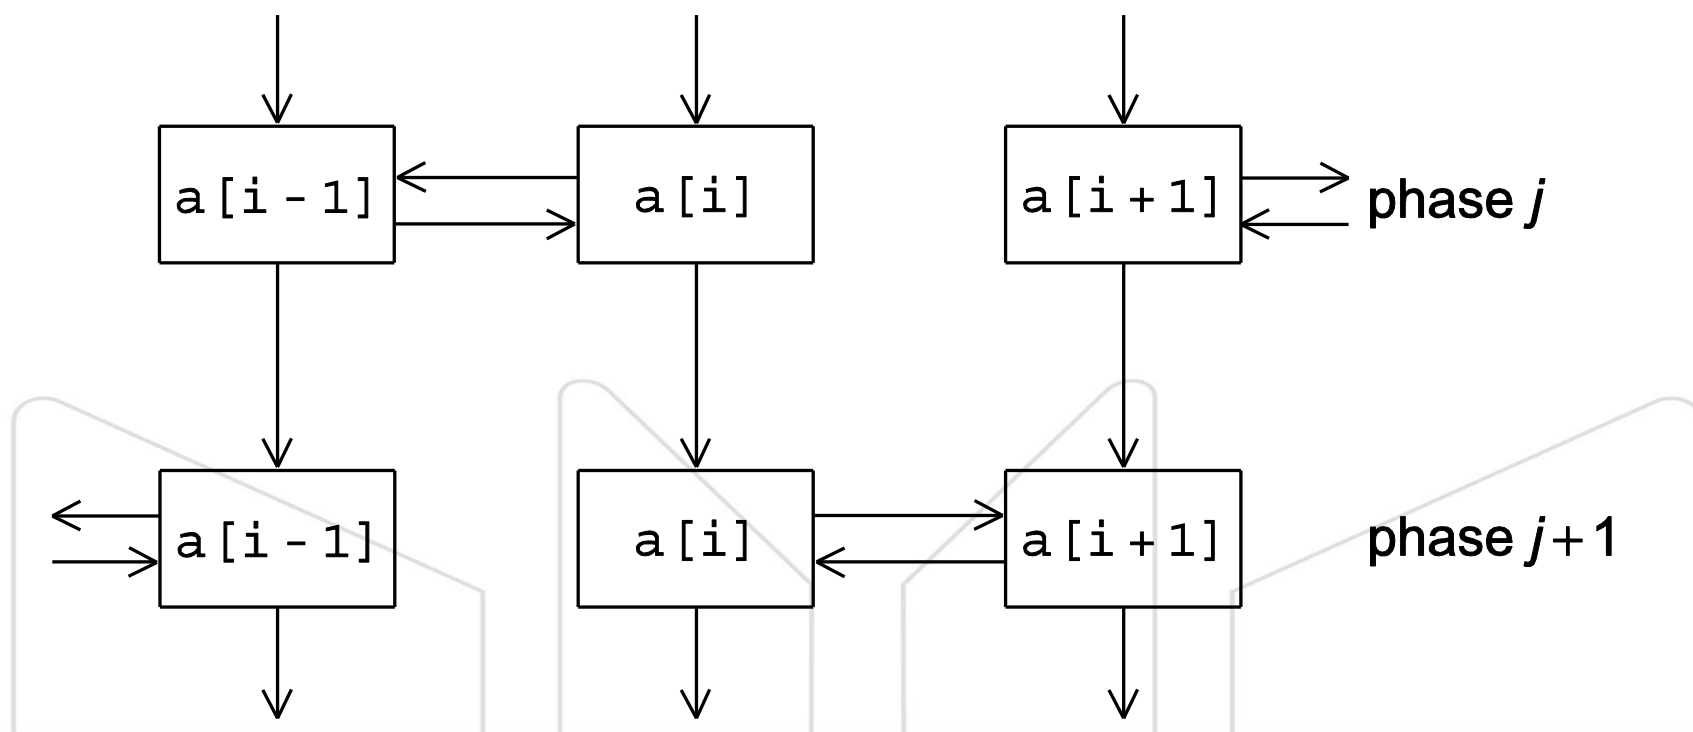 a[i-1] a[i] a[i+1] phase j
a[i-1] a[i] a[i+1] phase j+1